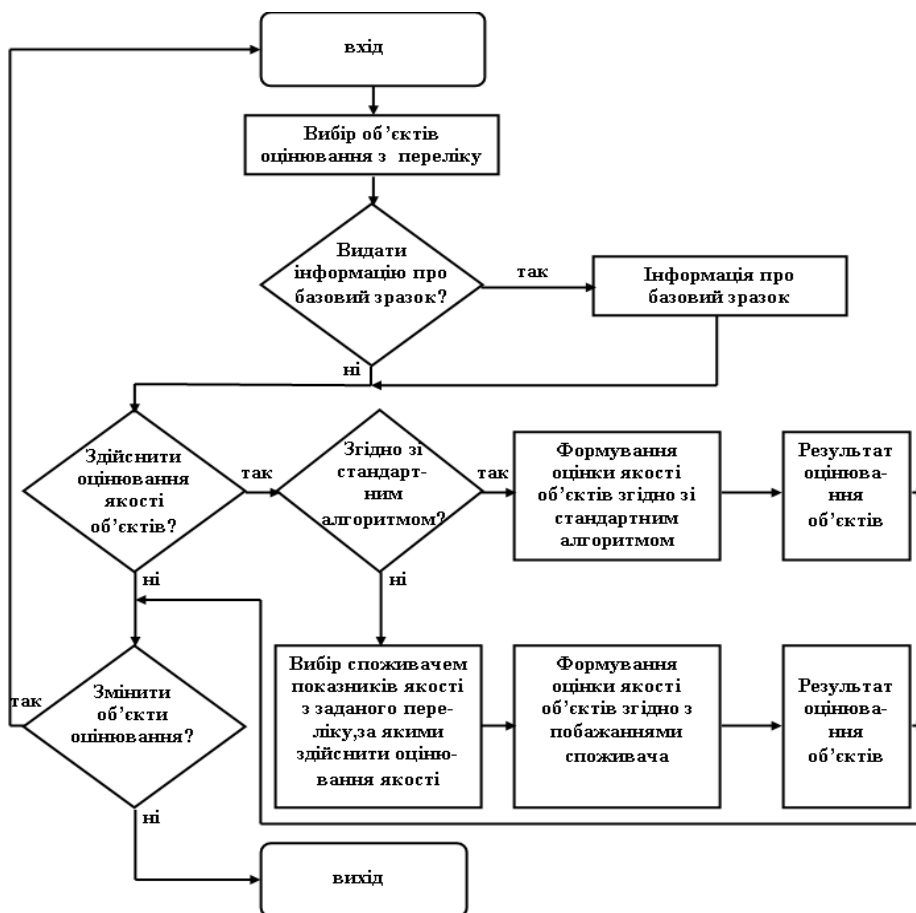 вхід
Вибір об’єктів
оцінювання з переліку
Видати
інформацію про
базовий зразок?
так
Інформація про
базовий зразок
ні
Здійснити
оцінювання
якості
об’єктів?
так
Згідно зі
стандарт-
ним
алгоритмом?
так
Формування
оцінки якості
об’єктів згідно зі
стандартним
алгоритмом
Результат
оцінюва-
ння
об’єктів
ні
ні
Змінити
об’єкти
оцінювання?
так
Вибір споживачем
показників якості
з заданого пере-
ліку,за якими
здійснити оціню-
вання якості
Формування
оцінки якості
об’єктів згідно з
побажаннями
споживача
Результат
оцінюва-
ння
об’єктів
ні
вихід